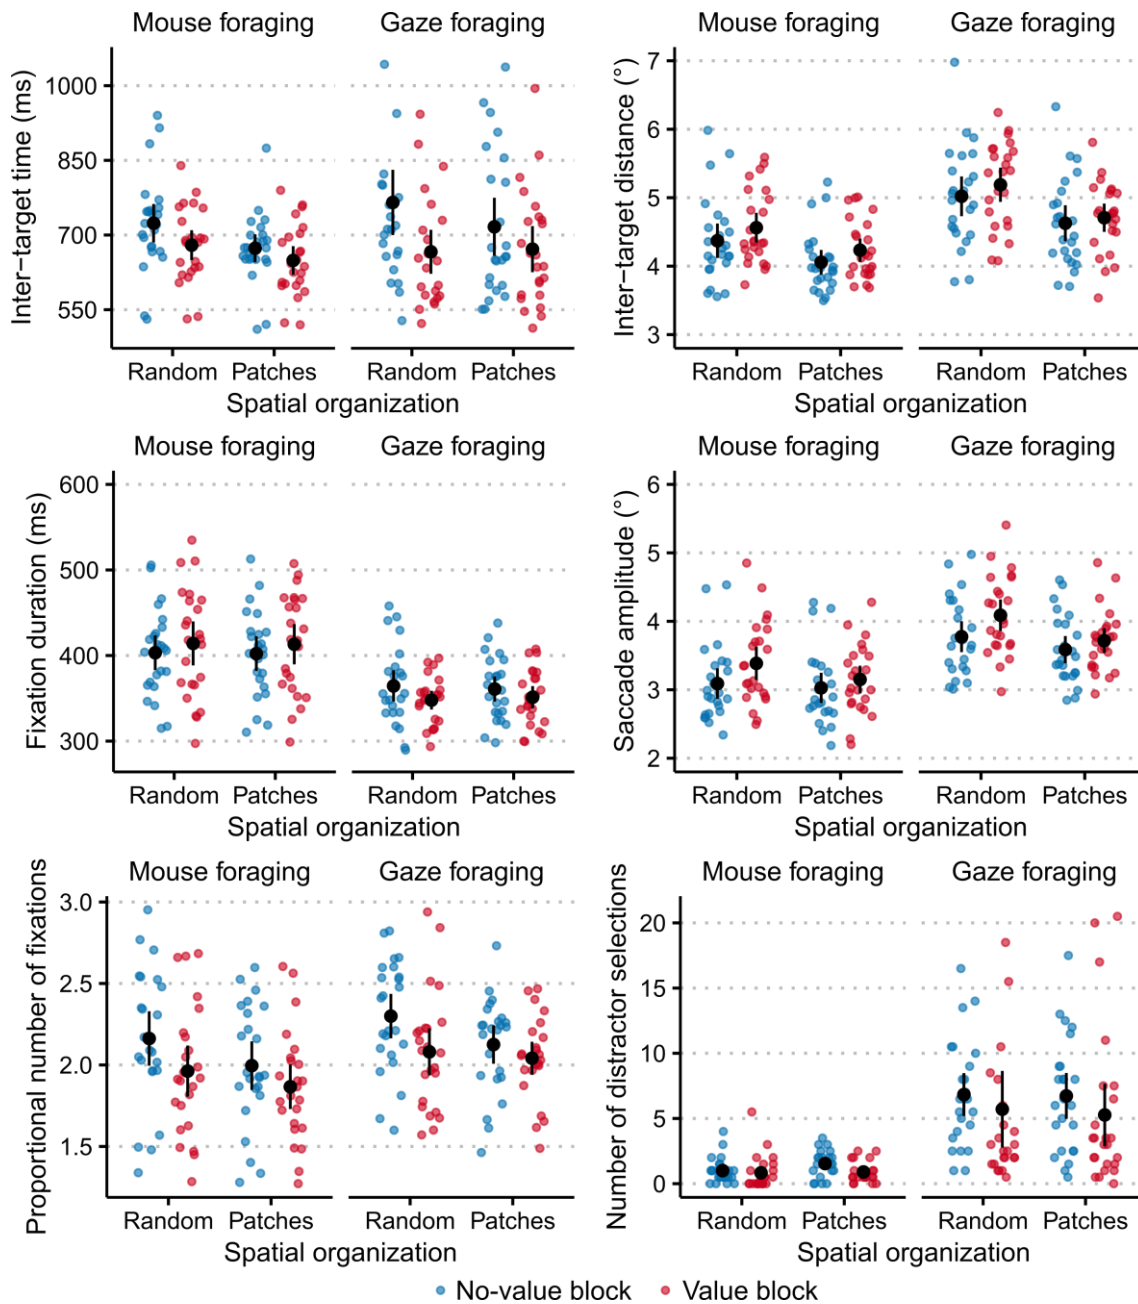 Mouse foraging Gaze foraging
Inter−target time (ms)
1000
850
700
550
Random Patches Random Patches
Spatial organization
Mouse foraging Gaze foraging
Inter−target distance (°)
7
6
5
4
3
Random Patches Random Patches
Spatial organization
Mouse foraging Gaze foraging
Fixation duration (ms)
600
500
400
300
Random Patches Random Patches
Spatial organization
Mouse foraging Gaze foraging
Saccade amplitude (°)
6
5
4
3
2
Random Patches Random Patches
Spatial organization
Mouse foraging Gaze foraging
Proportional number of fixations
3.0
2.5
2.0
1.5
Random Patches Random Patches
Spatial organization
Mouse foraging Gaze foraging
Number of distractor selections
20
15
10
5
0
Random Patches Random Patches
Spatial organization
No−value block Value block